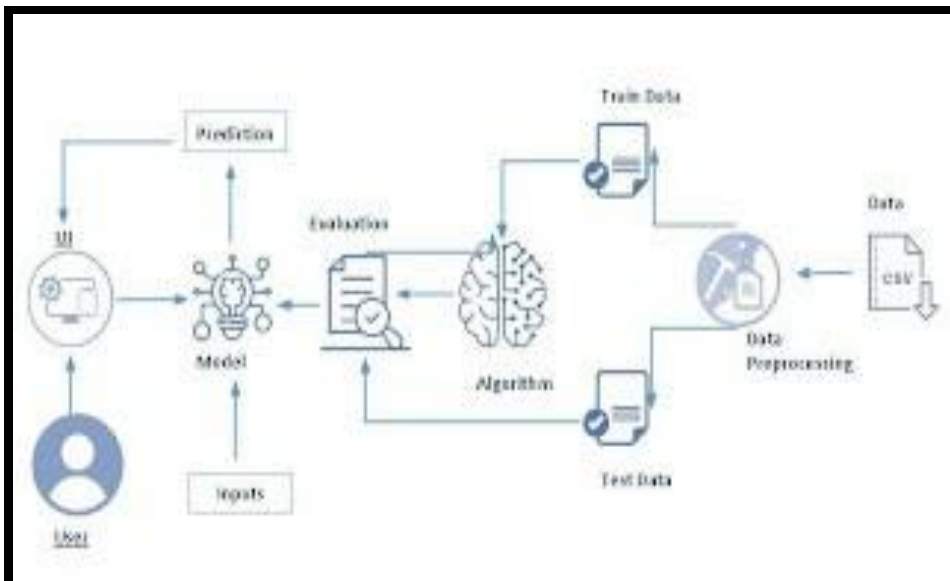 Train Data
Prediction
Evaluation
Data
UI
CSV
Model
Data
Preprocessing
Algorithm
Inputs
Test Data
User